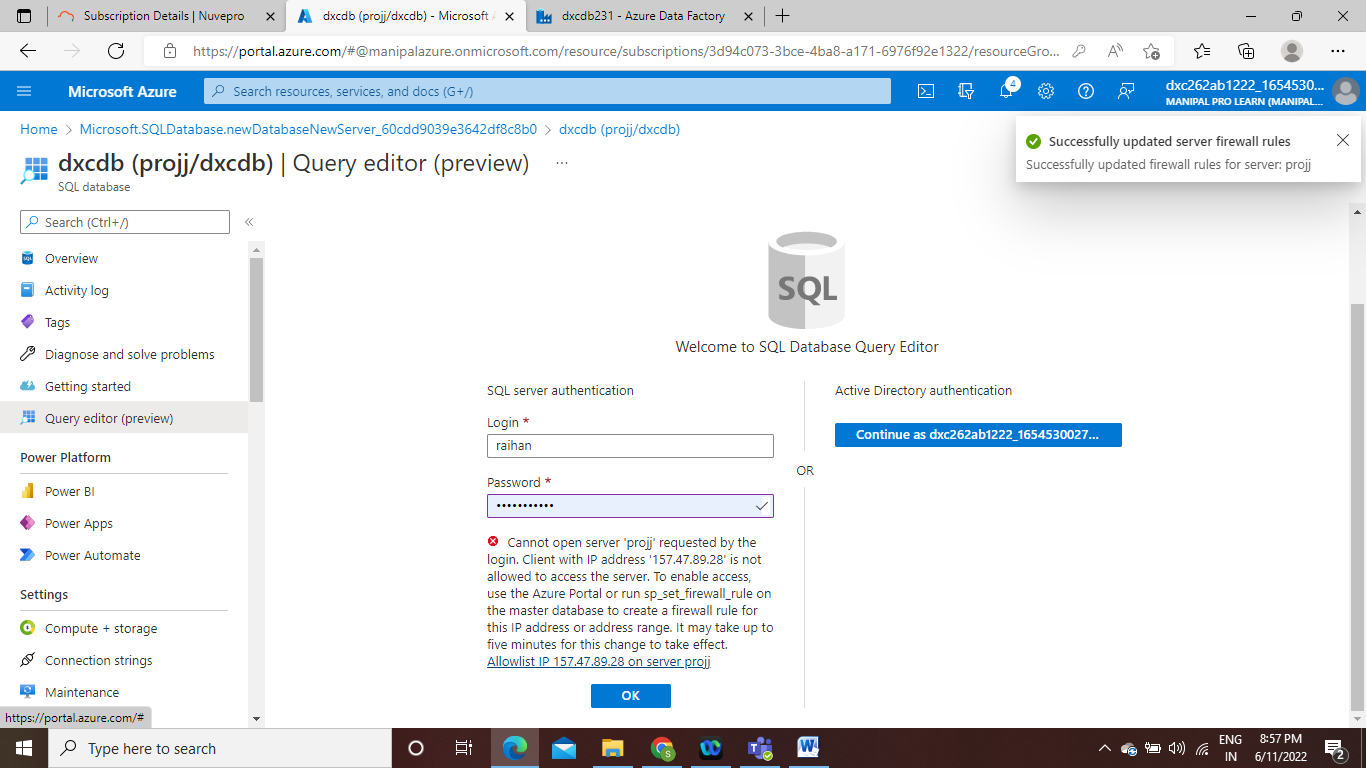 Subscription Details | Nuvepro
dxcdb (projj/dxcdb) - Microsoft A
dxcdb231 - Azure Data Factory
https://portal.azure.com/#@manipalazure.onmicrosoft.com/resource/subscriptions/3d94c073-3bce-4ba8-a171-6976f92e1322/resourceGro...
Microsoft Azure
Search resources, services, and docs (G+/)
4
dxc262ab1222_1654530...
MANIPAL PRO LEARN (MANIPAL...
Home > Microsoft.SQLDatabase.newDatabaseNewServer_60cdd9039e3642df8c8b0 > dxcdb (projj/dxcdb)
Successfully updated server firewall rules
Successfully updated firewall rules for server: projj
dxcdb (projj/dxcdb) | Query editor (preview) ...
SQL database
Search (Ctrl+/)
«
Overview
Activity log
Tags
Diagnose and solve problems
Getting started
Query editor (preview)
Power Platform
Power BI
Power Apps
Power Automate
Settings
Compute + storage
Connection strings
Maintenance
https://portal.azure.com/#
SQL
Welcome to SQL Database Query Editor
SQL server authentication
Login *
raihan
Password *
•••••••••••
Cannot open server 'projj' requested by the
login. Client with IP address '157.47.89.28' is not
allowed to access the server. To enable access,
use the Azure Portal or run sp_set_firewall_rule on
the master database to create a firewall rule for
this IP address or address range. It may take up to
five minutes for this change to take effect.
Allowlist IP 157.47.89.28 on server projj
OK
OR
Active Directory authentication
Continue as dxc262ab1222_1654530027...
Type here to search
ENG
IN
8:57 PM
6/11/2022
2